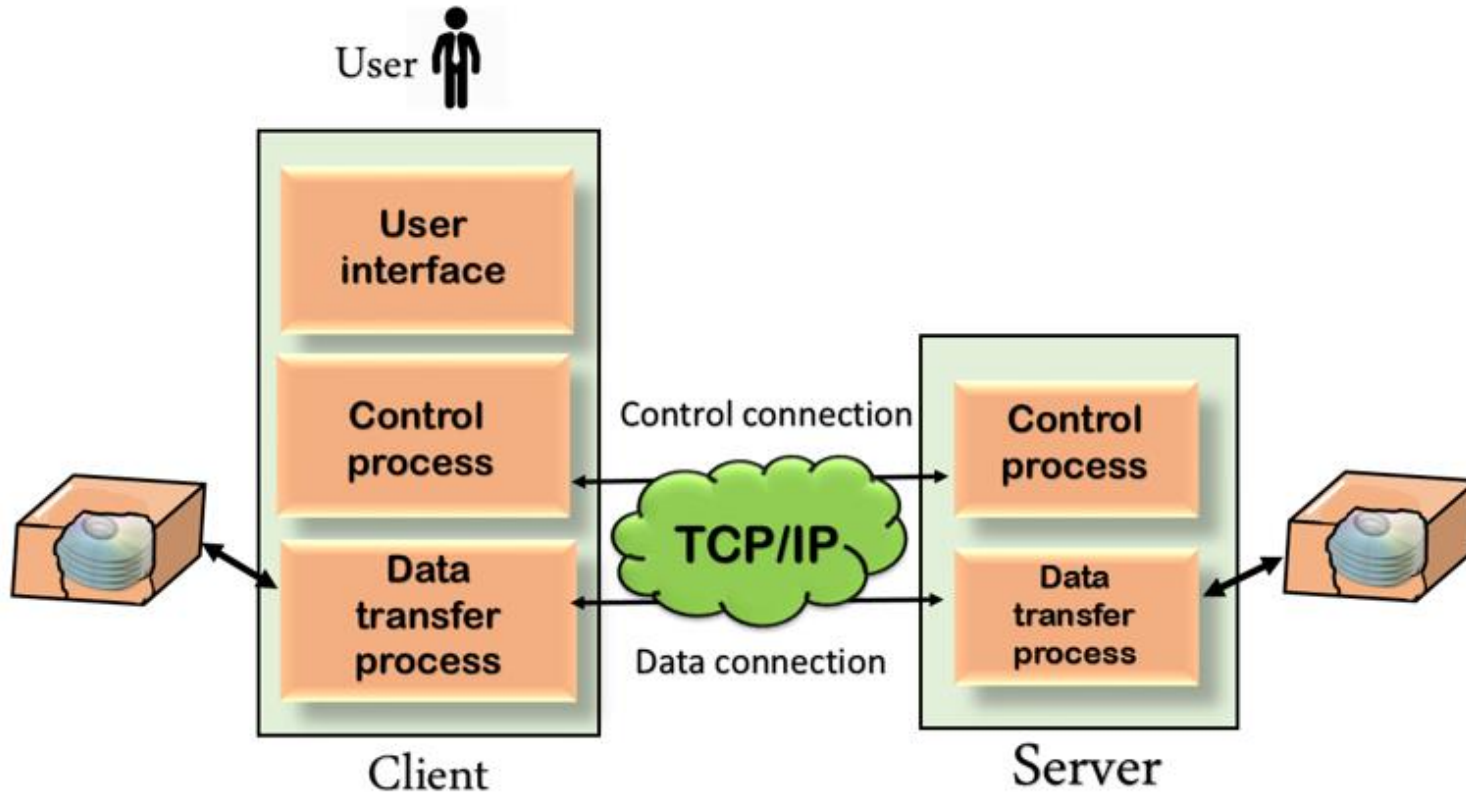 User
User
interface
Control
process
Data
transfer
process
Client
Control connection
TCP/IP
Data connection
Control
process
Data
transfer
process
Server